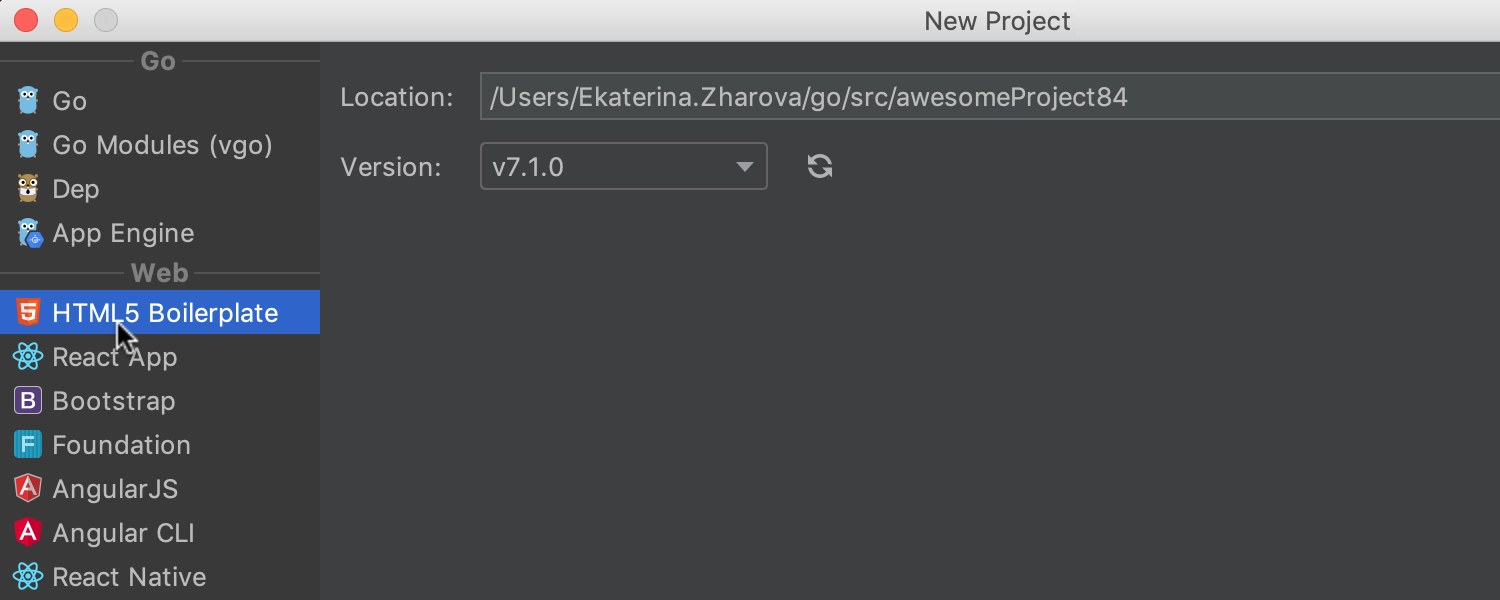 New Project
Go
Go
Go Modules (vgo)
Dep
App Engine
Web
HTML5 Boilerplate
React App
Bootstrap
Foundation
AngularJS
Angular CLI
React Native
Location: /Users/Ekaterina.Zharova/go/src/awesomeProject84
Version: v7.1.0